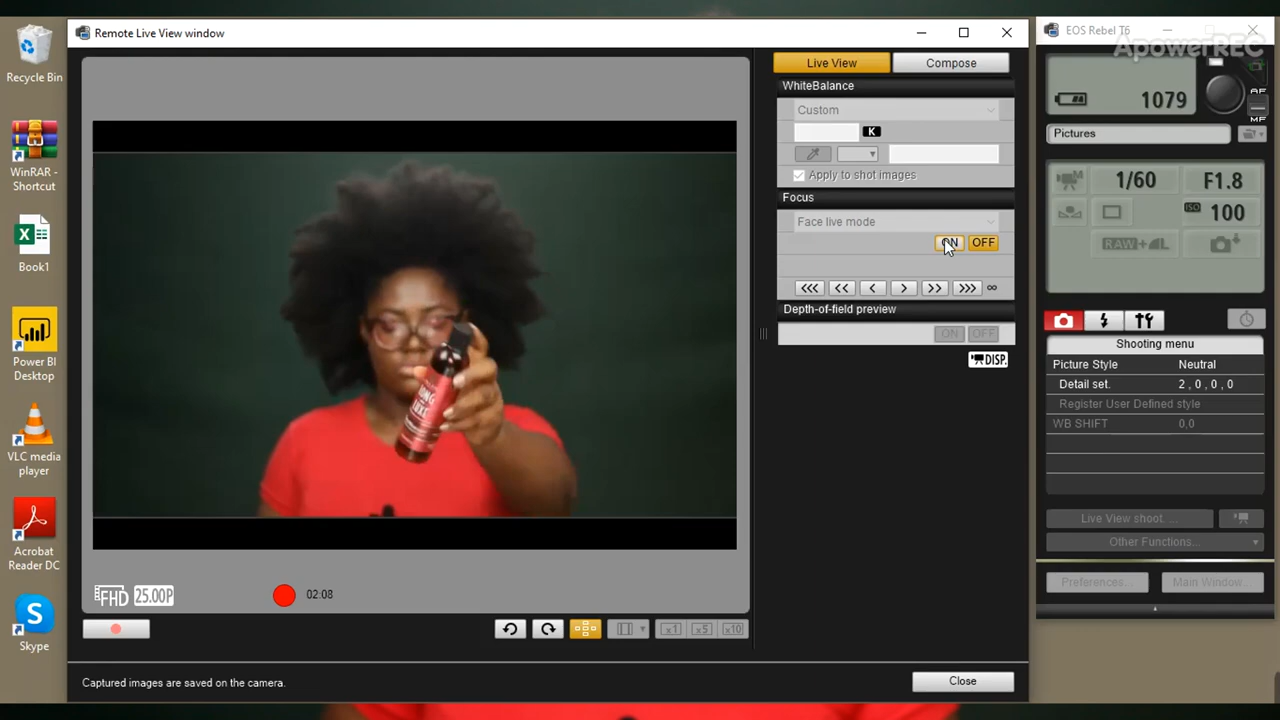 Remote Live View window
EOS Rebel T6
ApowerREC
Recycle Bin
WinRAR -
Shortcut
Book1
Power BI
Desktop
VLC media
player
Acrobat
Reader DC
Skype
Live View
Compose
WhiteBalance
Custom
K
Apply to shot images
Focus
Face live mode
ON
OFF
<<<
<<
<
>
>>
>>>
∞
Depth-of-field preview
ON
OFF
DISP.
FHD
25.00P
02:08
x1
x5
x10
Captured images are saved on the camera.
Close
1079
AF
MF
Pictures
M
1/60
F1.8
ISO
100
RAW+L
Shooting menu
Picture Style
Neutral
Detail set.
2 , 0 , 0 , 0
Register User Defined style
WB SHIFT
0,0
Live View shoot. ...
Other Functions...
Preferences...
Main Window...